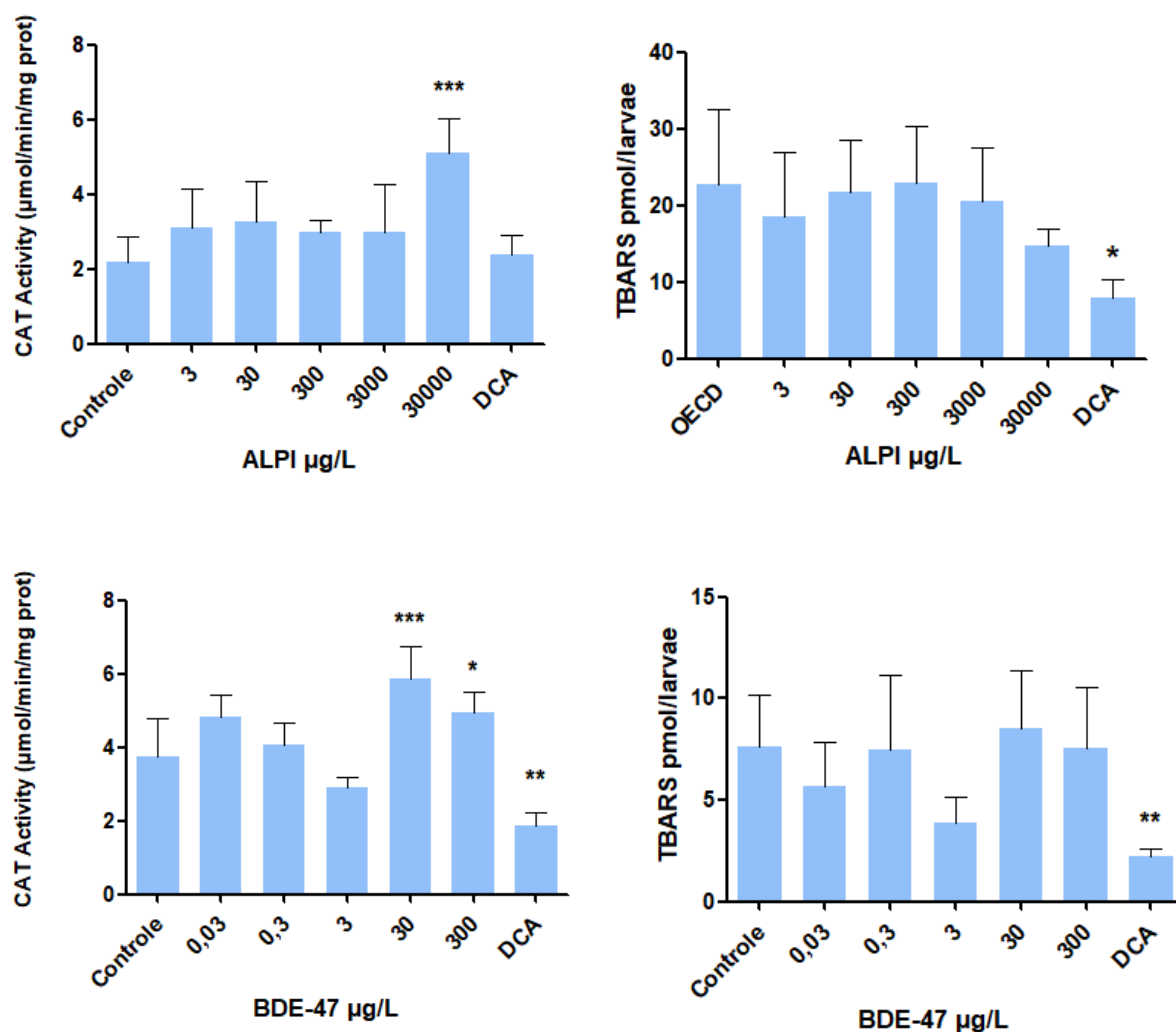 CAT Activity (µmol/min/mg prot)
8
6
4
2
0
***
Controle
3
30
300
3000
30000
DCA
ALPI µg/L
TBARS pmol/larvae
40
30
20
10
0
*
OECD
3
30
300
3000
30000
DCA
ALPI µg/L
CAT Activity (µmol/min/mg prot)
8
6
4
2
0
***
*
**
Controle
0,03
0,3
3
30
300
DCA
BDE-47 µg/L
TBARS pmol/larvae
15
10
5
0
**
Controle
0,03
0,3
3
30
300
DCA
BDE-47 µg/L